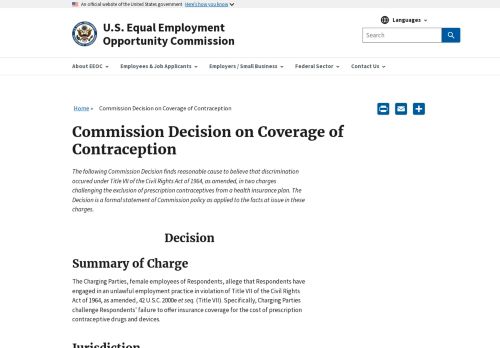 An official website of the United States government Here's how you know
U.S. Equal Employment
Opportunity Commission
Languages
Search
About EEOC Employees & Job Applicants Employers / Small Business Federal Sector Contact Us
Home » Commission Decision on Coverage of Contraception
Commission Decision on Coverage of
Contraception
The following Commission Decision finds reasonable cause to believe that discrimination
occured under Title VII of the Civil Rights Act of 1964, as amended, in two charges
challenging the exclusion of prescription contraceptives from a health insurance plan. The
Decision is a formal statement of Commission policy as applied to the facts at issue in these
charges.
Decision
Summary of Charge
The Charging Parties, female employees of Respondents, allege that Respondents have
engaged in an unlawful employment practice in violation of Title VII of the Civil Rights
Act of 1964, as amended, 42 U.S.C. 2000e et seq. (Title VII). Specifically, Charging Parties
challenge Respondents' failure to offer insurance coverage for the cost of prescription
contraceptive drugs and devices.
Jurisdiction